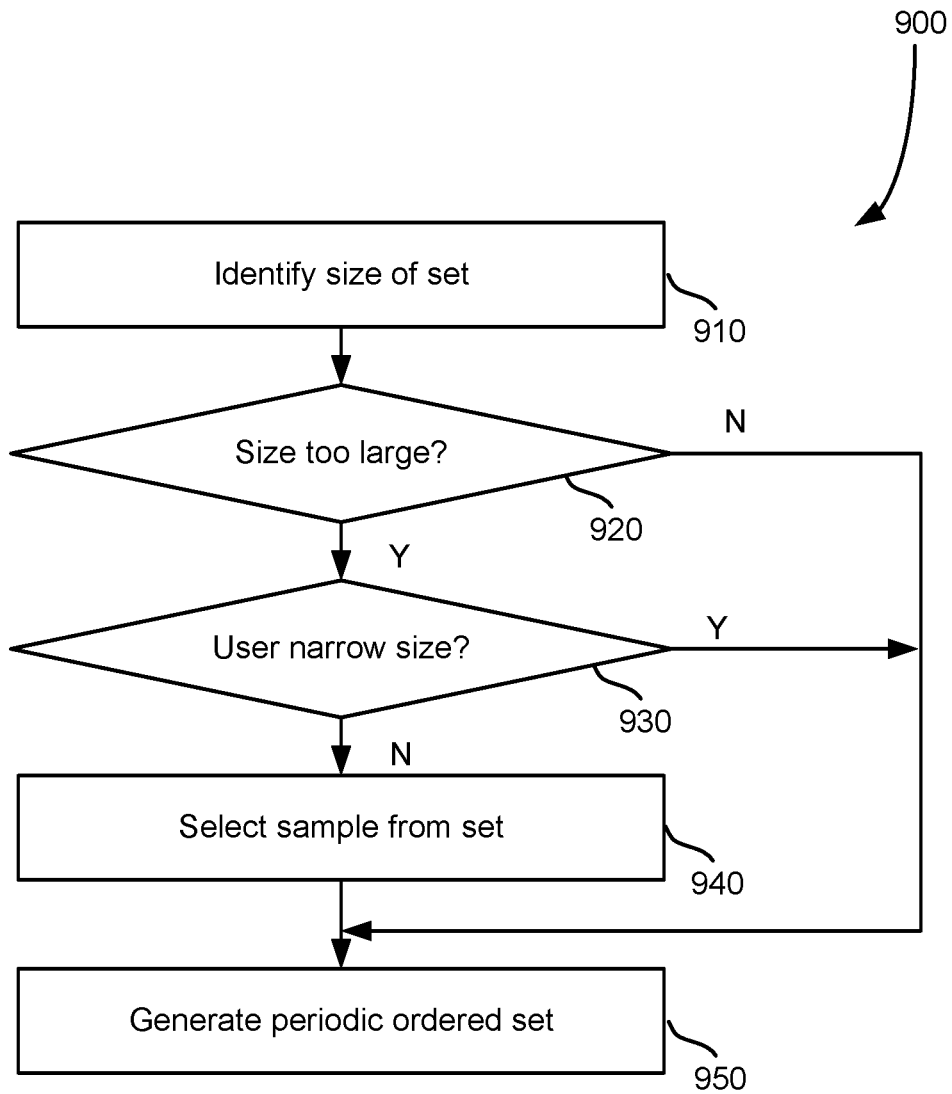 900
Identify size of set
910
Size too large?
N
920
Y
User narrow size?
Y
930
N
Select sample from set
940
Generate periodic ordered set
950